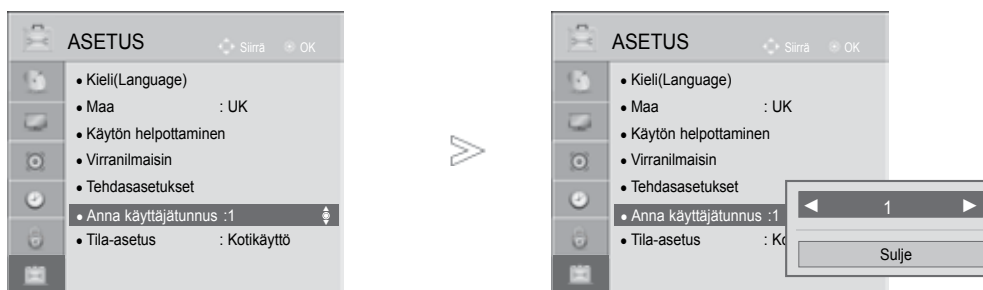 ASETUS
Siirrä OK
● Kieli(Language)
● Maa : UK
● Käytön helpottaminen
● Virranilmaisin
● Tehdasasetukset
● Anna käyttäjätunnus :1
● Tila-asetus : Kotikäyttö
ASETUS
Siirrä OK
● Kieli(Language)
● Maa : UK
● Käytön helpottaminen
● Virranilmaisin
● Tehdasasetukset
● Anna käyttäjätunnus :1
● Tila-asetus : Ko
◄ 1 ►
Sulje